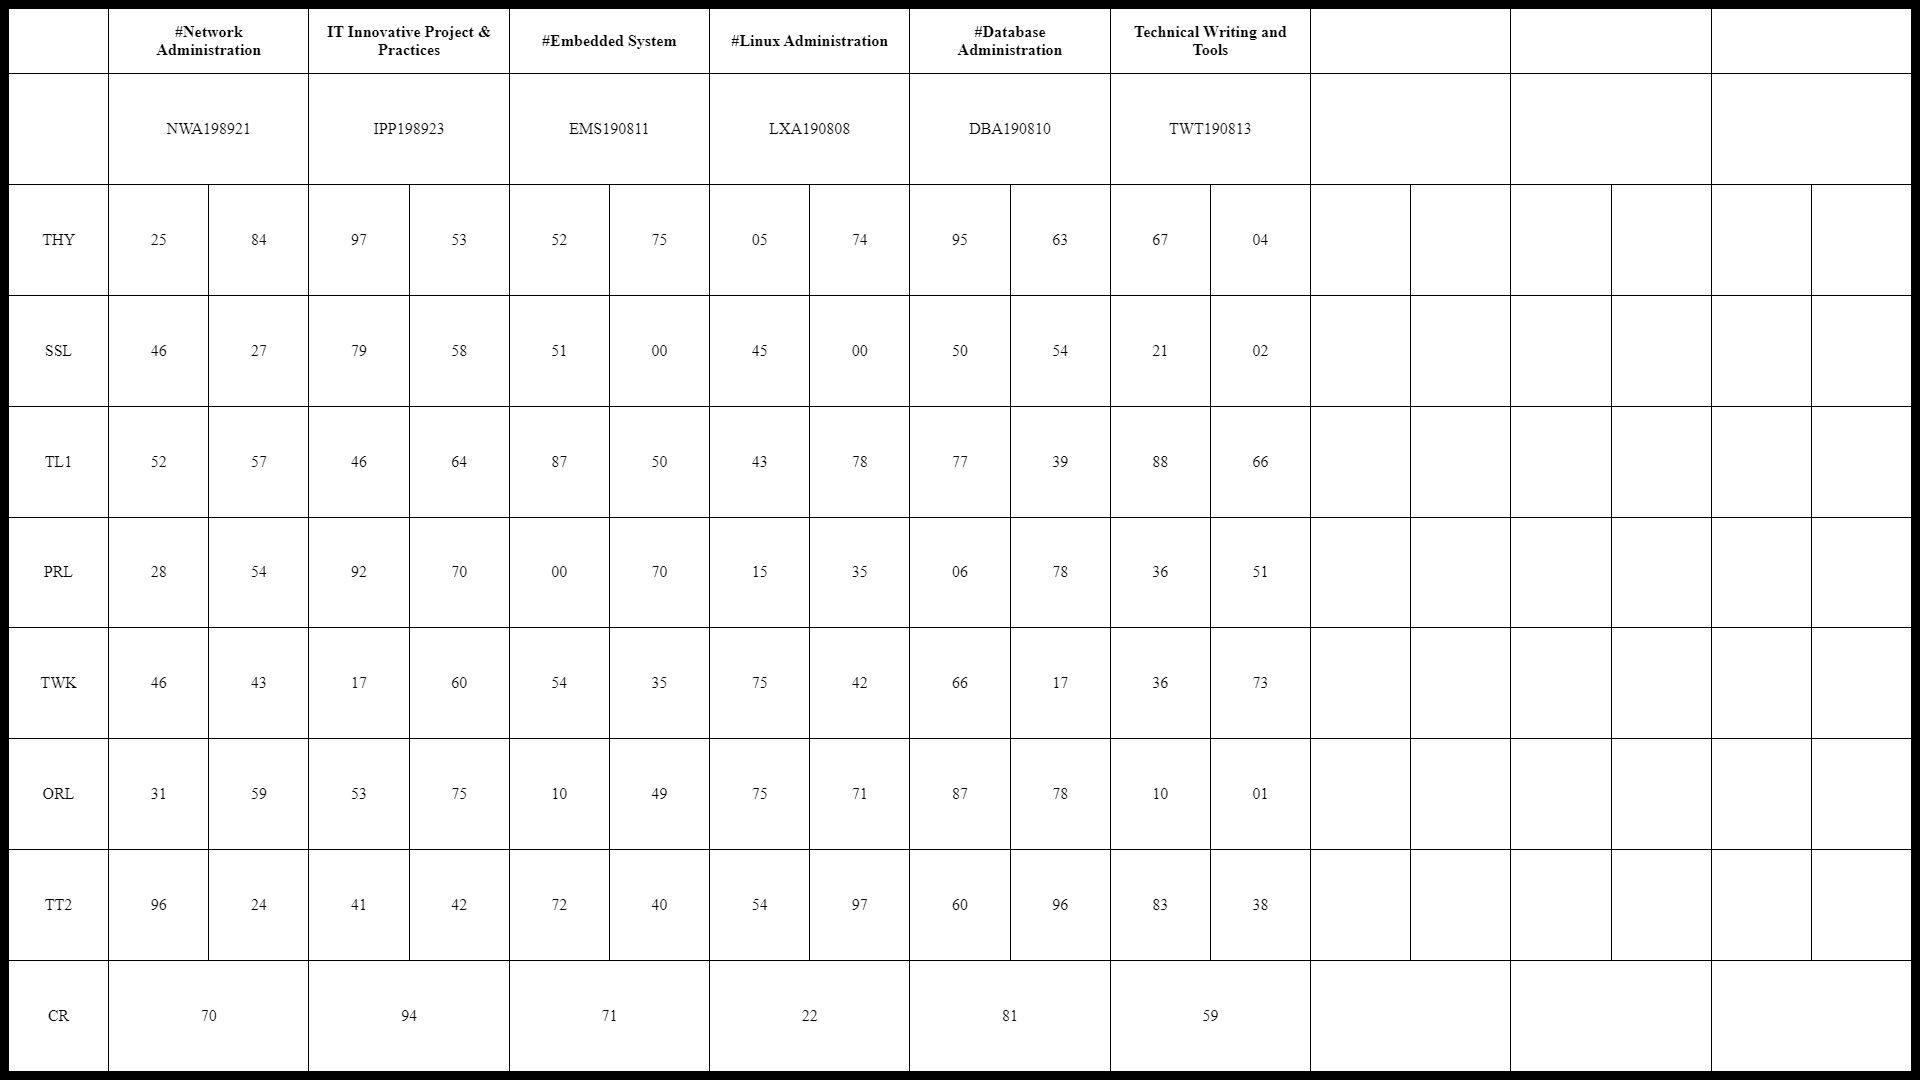 #Network Administration IT Innovative Project & Practices #Embedded System #Linux Administration #Database Administration Technical Writing and Tools
NWA198921 IPP198923 EMS190811 LXA190808 DBA190810 TWT190813
THY 25 84 97 53 52 75 05 74 95 63 67 04
SSL 46 27 79 58 51 00 45 00 50 54 21 02
TL1 52 57 46 64 87 50 43 78 77 39 88 66
PRL 28 54 92 70 00 70 15 35 06 78 36 51
TWK 46 43 17 60 54 35 75 42 66 17 36 73
ORL 31 59 53 75 10 49 75 71 87 78 10 01
TT2 96 24 41 42 72 40 54 97 60 96 83 38
CR 70 94 71 22 81 59